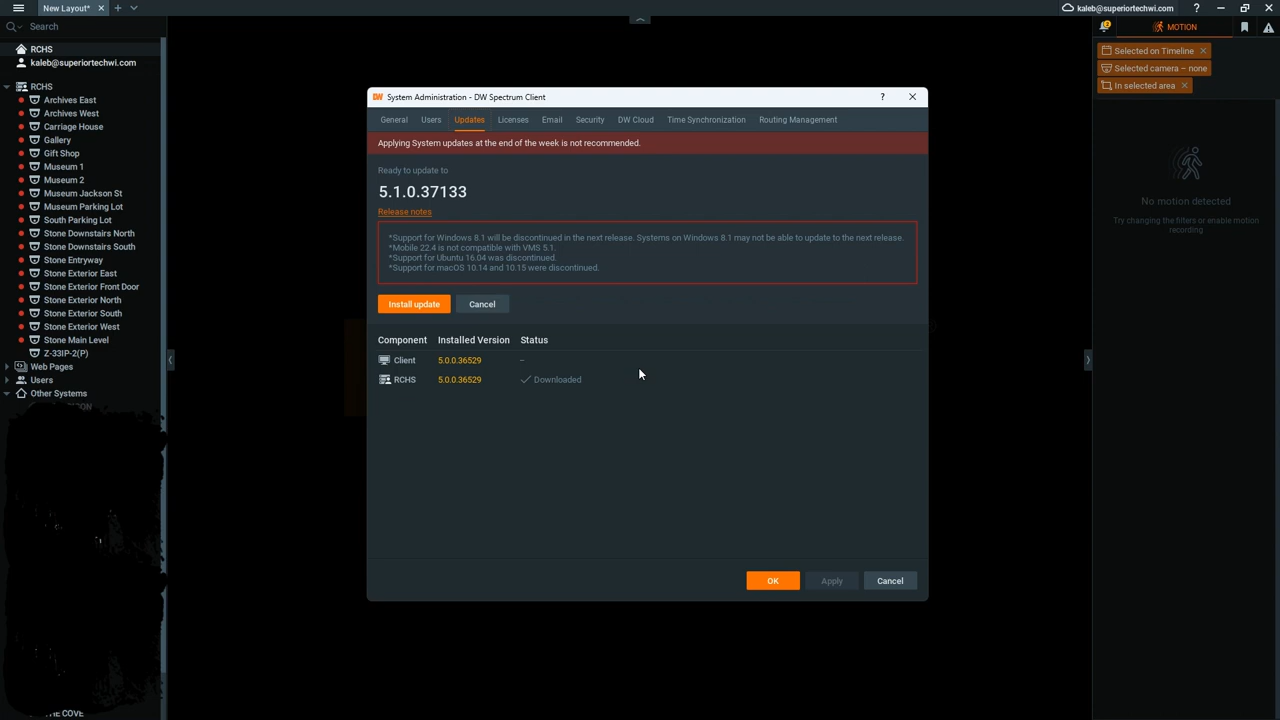 New Layout*
kaleb@superiortechwi.com
?
Search
RCHS
kaleb@superiortechwi.com
RCHS
Archives East
Archives West
Carriage House
Gallery
Gift Shop
Museum 1
Museum 2
Museum Jackson St
Museum Parking Lot
South Parking Lot
Stone Downstairs North
Stone Downstairs South
Stone Entryway
Stone Exterior East
Stone Exterior Front Door
Stone Exterior North
Stone Exterior South
Stone Exterior West
Stone Main Level
Z-33IP-2(P)
Web Pages
Users
Other Systems
THE COVE
DW System Administration - DW Spectrum Client ?
General Users Updates Licenses Email Security DW Cloud Time Synchronization Routing Management
Applying System updates at the end of the week is not recommended.
Ready to update to
5.1.0.37133
Release notes
*Support for Windows 8.1 will be discontinued in the next release. Systems on Windows 8.1 may not be able to update to the next release.
*Mobile 22.4 is not compatible with VMS 5.1.
*Support for Ubuntu 16.04 was discontinued.
*Support for macOS 10.14 and 10.15 were discontinued.
Install update Cancel
Component Installed Version Status
Client 5.0.0.36529 –
RCHS 5.0.0.36529 Downloaded
OK Apply Cancel
2 MOTION
Selected on Timeline
Selected camera – none
In selected area
No motion detected
Try changing the filters or enable motion
recording